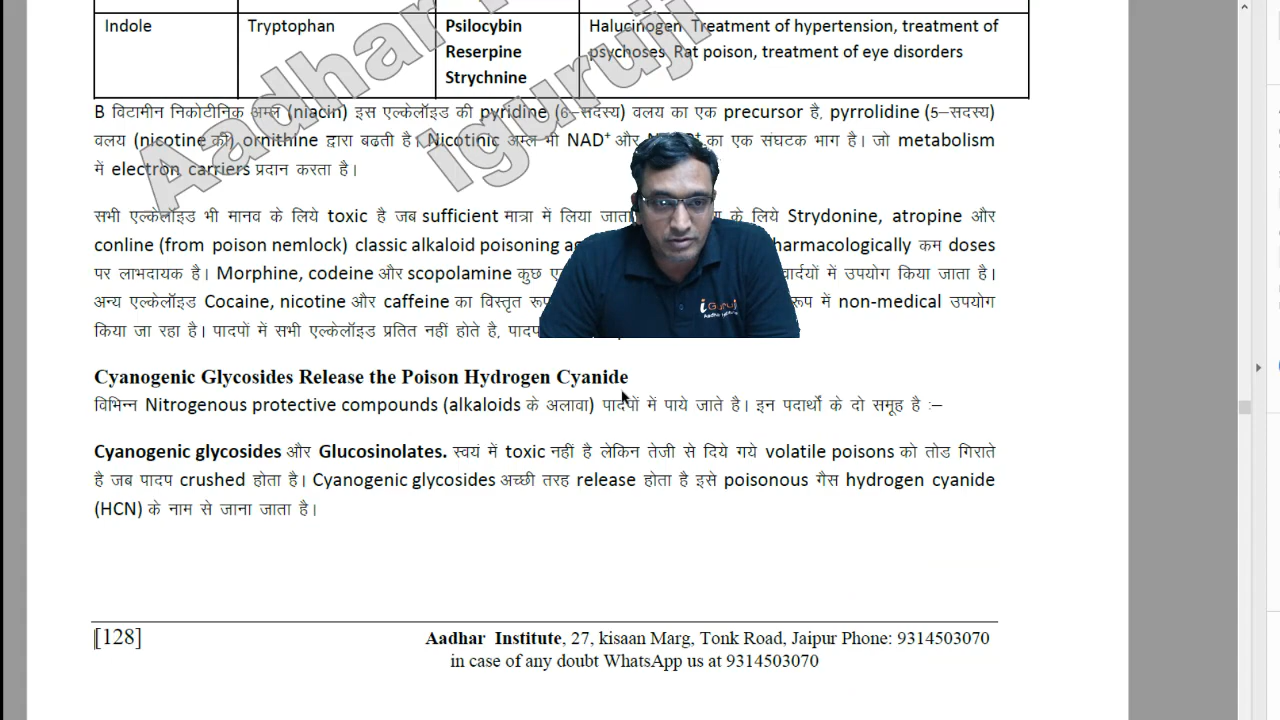 Indole Tryptophan Psilocybin Halucinogen Treatment of hypertension, treatment of
Reserpine psychoses Rat poison, treatment of eye disorders
Strychnine
B विटामीन निकोटीनिक अम्ल (niacin) इस एल्केलॉइड की pyridine (6–सदस्य) वलय का एक precursor है, pyrrolidine (5–सदस्य)
वलय (nicotine की) ornithine द्वारा बढती है। Nicotinic अम्ल भी NAD⁺ और का एक संघटक भाग है। जो metabolism
में electron carriers प्रदान करता है।
सभी एल्केलॉइड भी मानव के लिये toxic है जब sufficient मात्रा में लिया जाता के लिये Strydonine, atropine और
conline (from poison nemlock) classic alkaloid poisoning कम doses
पर लाभदायक है। Morphine, codeine और scopolamine कुछ में उपयोग किया जाता है।
अन्य एल्केलॉइड Cocaine, nicotine और caffeine का विस्तृत में non-medical उपयोग
किया जा रहा है। पादपों में सभी एल्केलॉइड प्रतित नहीं होते है,
Cyanogenic Glycosides Release the Poison Hydrogen Cyanide
विभिन्न Nitrogenous protective compounds (alkaloids के अलावा) पादपों में पाये जाते है। इन पदार्थों के दो समूह है :–
Cyanogenic glycosides और Glucosinolates. स्वयं में toxic नहीं है लेकिन तेजी से दिये गये volatile poisons को तोड गिराते
है जब पादप crushed होता है। Cyanogenic glycosides अच्छी तरह release होता है इसे poisonous गैस hydrogen cyanide
(HCN) के नाम से जाना जाता है।
[128] Aadhar Institute, 27, kisaan Marg, Tonk Road, Jaipur Phone: 9314503070
in case of any doubt WhatsApp us at 9314503070
Aadhar
iguruji
iGuruji